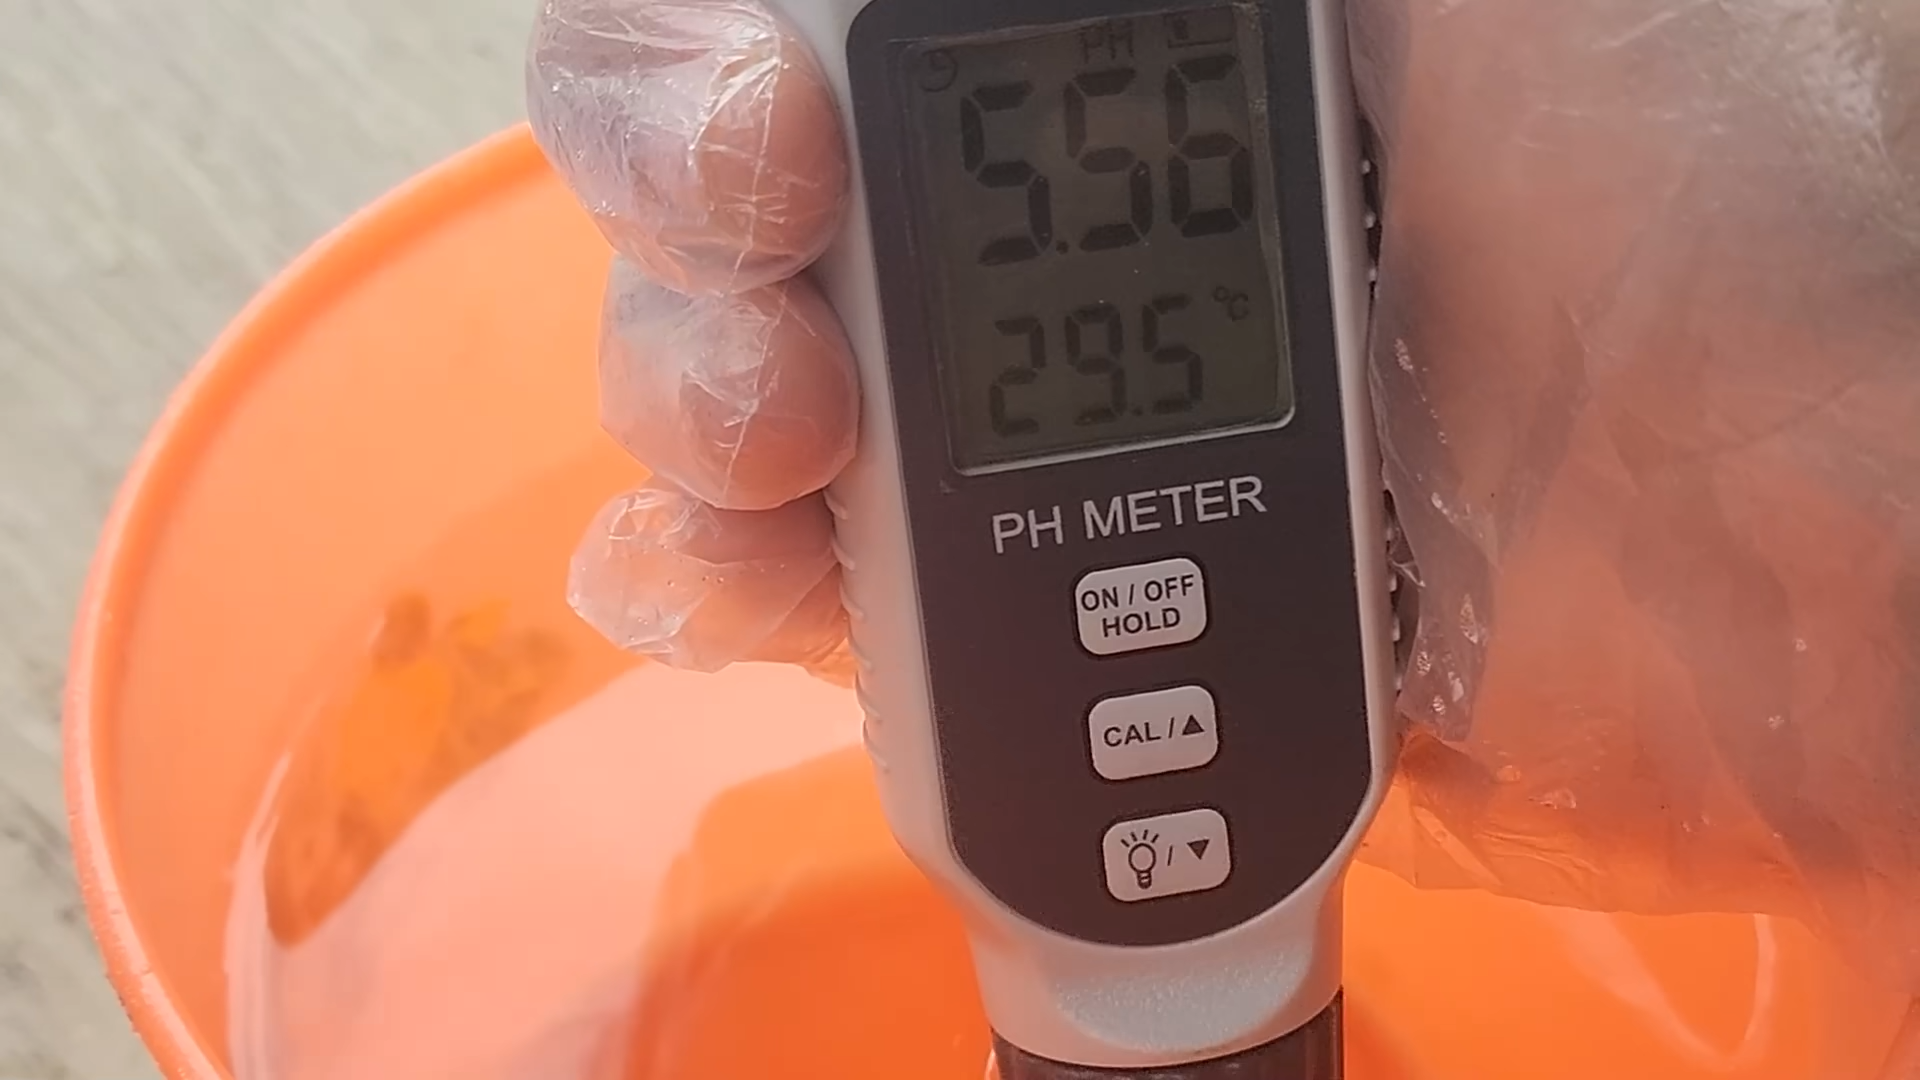 PH
5.56
29.5 °C
PH METER
ON / OFF
HOLD
CAL / ▲
/ ▼